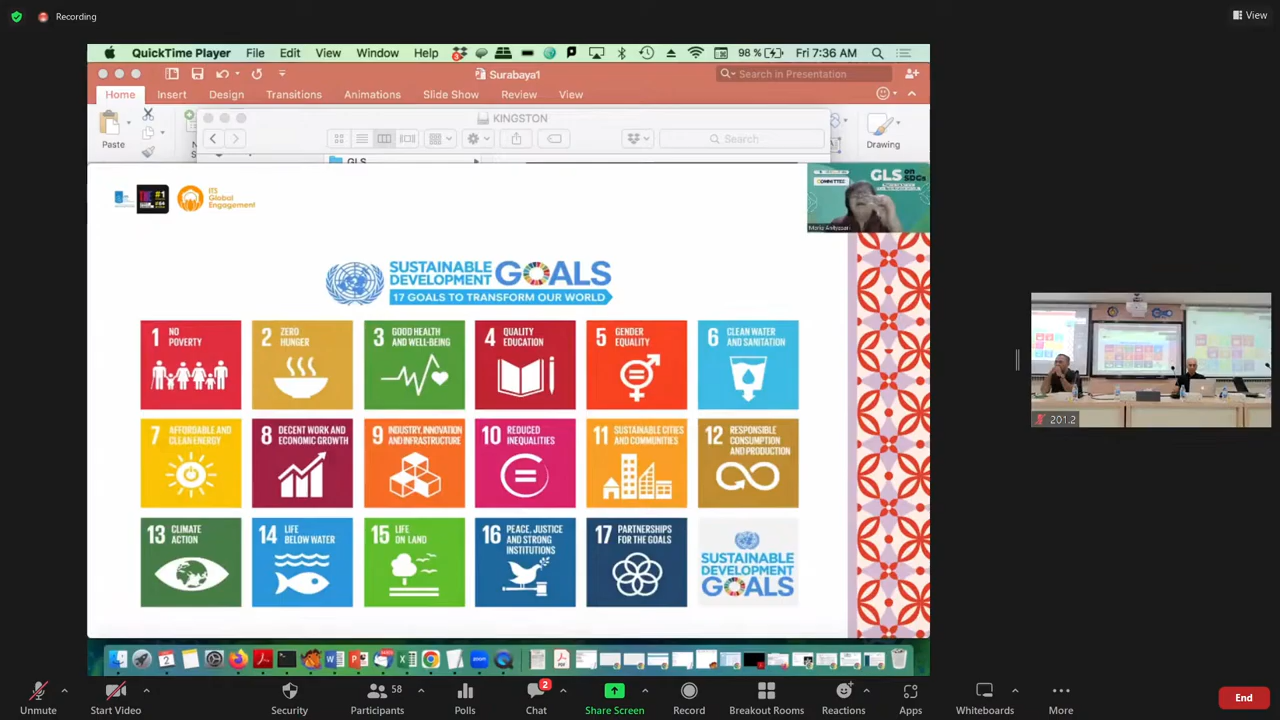 Recording
View
QuickTime Player File Edit View Window Help
98 %
Fri 7:36 AM
Surabaya1
Search in Presentation
Home Insert Design Transitions Animations Slide Show Review View
KINGSTON
Paste
Search
Drawing
GLS
#1
ITS
Global
Engagement
COMMITTEE
GLS on SDGs
SUSTAINABLE
DEVELOPMENT
GOALS
17 GOALS TO TRANSFORM OUR WORLD
1 NO
POVERTY
2 ZERO
HUNGER
3 GOOD HEALTH
AND WELL-BEING
4 QUALITY
EDUCATION
5 GENDER
EQUALITY
6 CLEAN WATER
AND SANITATION
7 AFFORDABLE AND
CLEAN ENERGY
8 DECENT WORK AND
ECONOMIC GROWTH
9 INDUSTRY, INNOVATION
AND INFRASTRUCTURE
10 REDUCED
INEQUALITIES
11 SUSTAINABLE CITIES
AND COMMUNITIES
12 RESPONSIBLE
CONSUMPTION
AND PRODUCTION
13 CLIMATE
ACTION
14 LIFE
BELOW WATER
15 LIFE
ON LAND
16 PEACE, JUSTICE
AND STRONG
INSTITUTIONS
17 PARTNERSHIPS
FOR THE GOALS
SUSTAINABLE
DEVELOPMENT
GOALS
201.2
zoom
Unmute
Start Video
Security
Participants 58
Polls
Chat 2
Share Screen
Record
Breakout Rooms
Reactions
Apps
Whiteboards
More
End